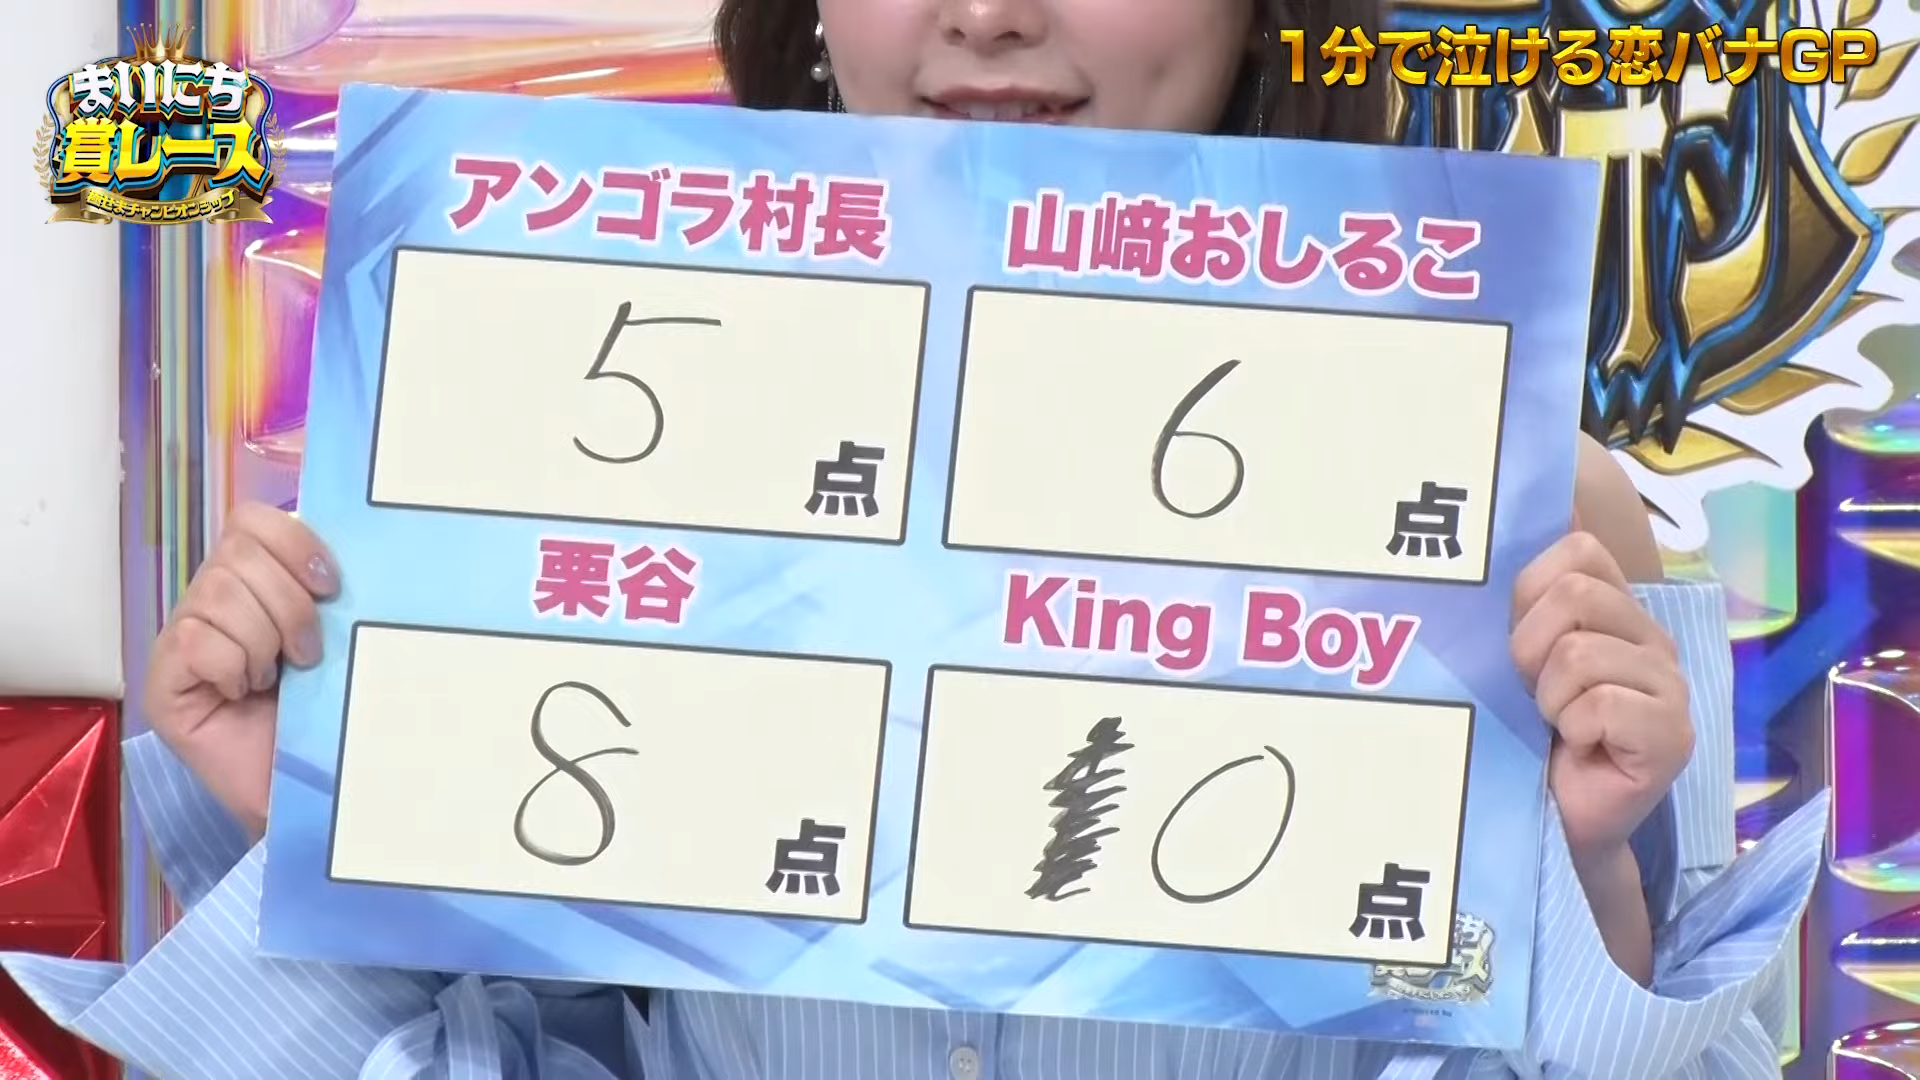 まいにち
賞レース
1分で泣ける恋バナGP
アンゴラ村長
5点
山﨑おしるこ
6点
栗谷
8点
King Boy
0点